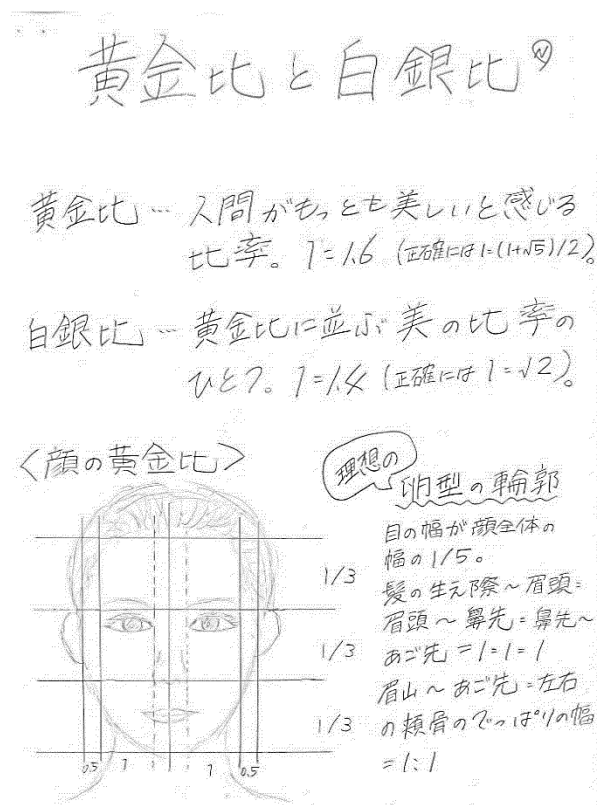 黄金比と白銀比
黄金比…人間がもっとも美しいと感じる
比率。1=1.6 (正確には1=(1+√5)/2)。
白銀比…黄金比に並ぶ美の比率の
ひとつ。1=1.4 (正確には1=√2)。
〈顔の黄金比〉
理想の
卵型の輪郭
目の幅が顔全体の
幅の1/5。
髪の生え際~眉頭=
眉頭~鼻先=鼻先~
あご先=1=1=1
眉山~あご先=左右
の頬骨のでっぱりの幅
=1:1
1/3
1/3
1/3
0.5 1 1 1 0.5